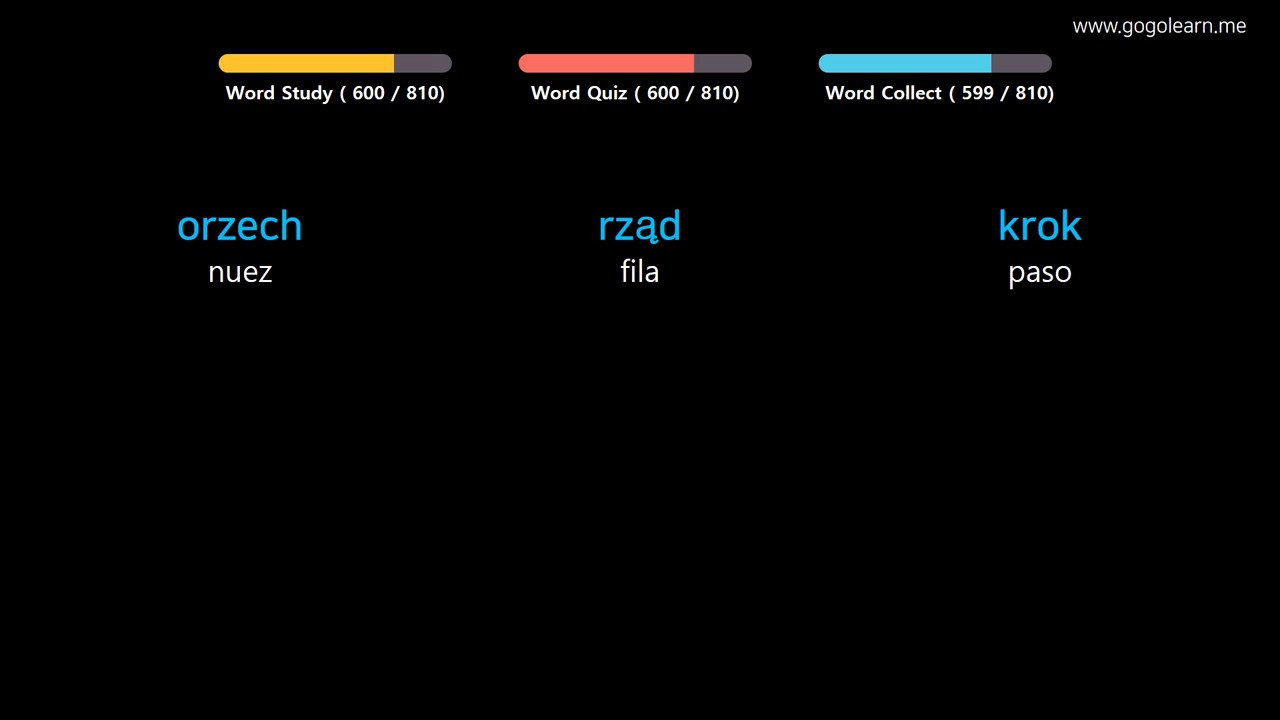 www.gogolearn.me
Word Study ( 600 / 810)
Word Quiz ( 600 / 810)
Word Collect ( 599 / 810)
orzech
nuez
rząd
fila
krok
paso